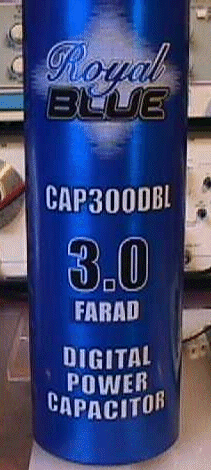 Royal
BLUE
CAP300DBL
3.0
FARAD
DIGITAL
POWER
CAPACITOR